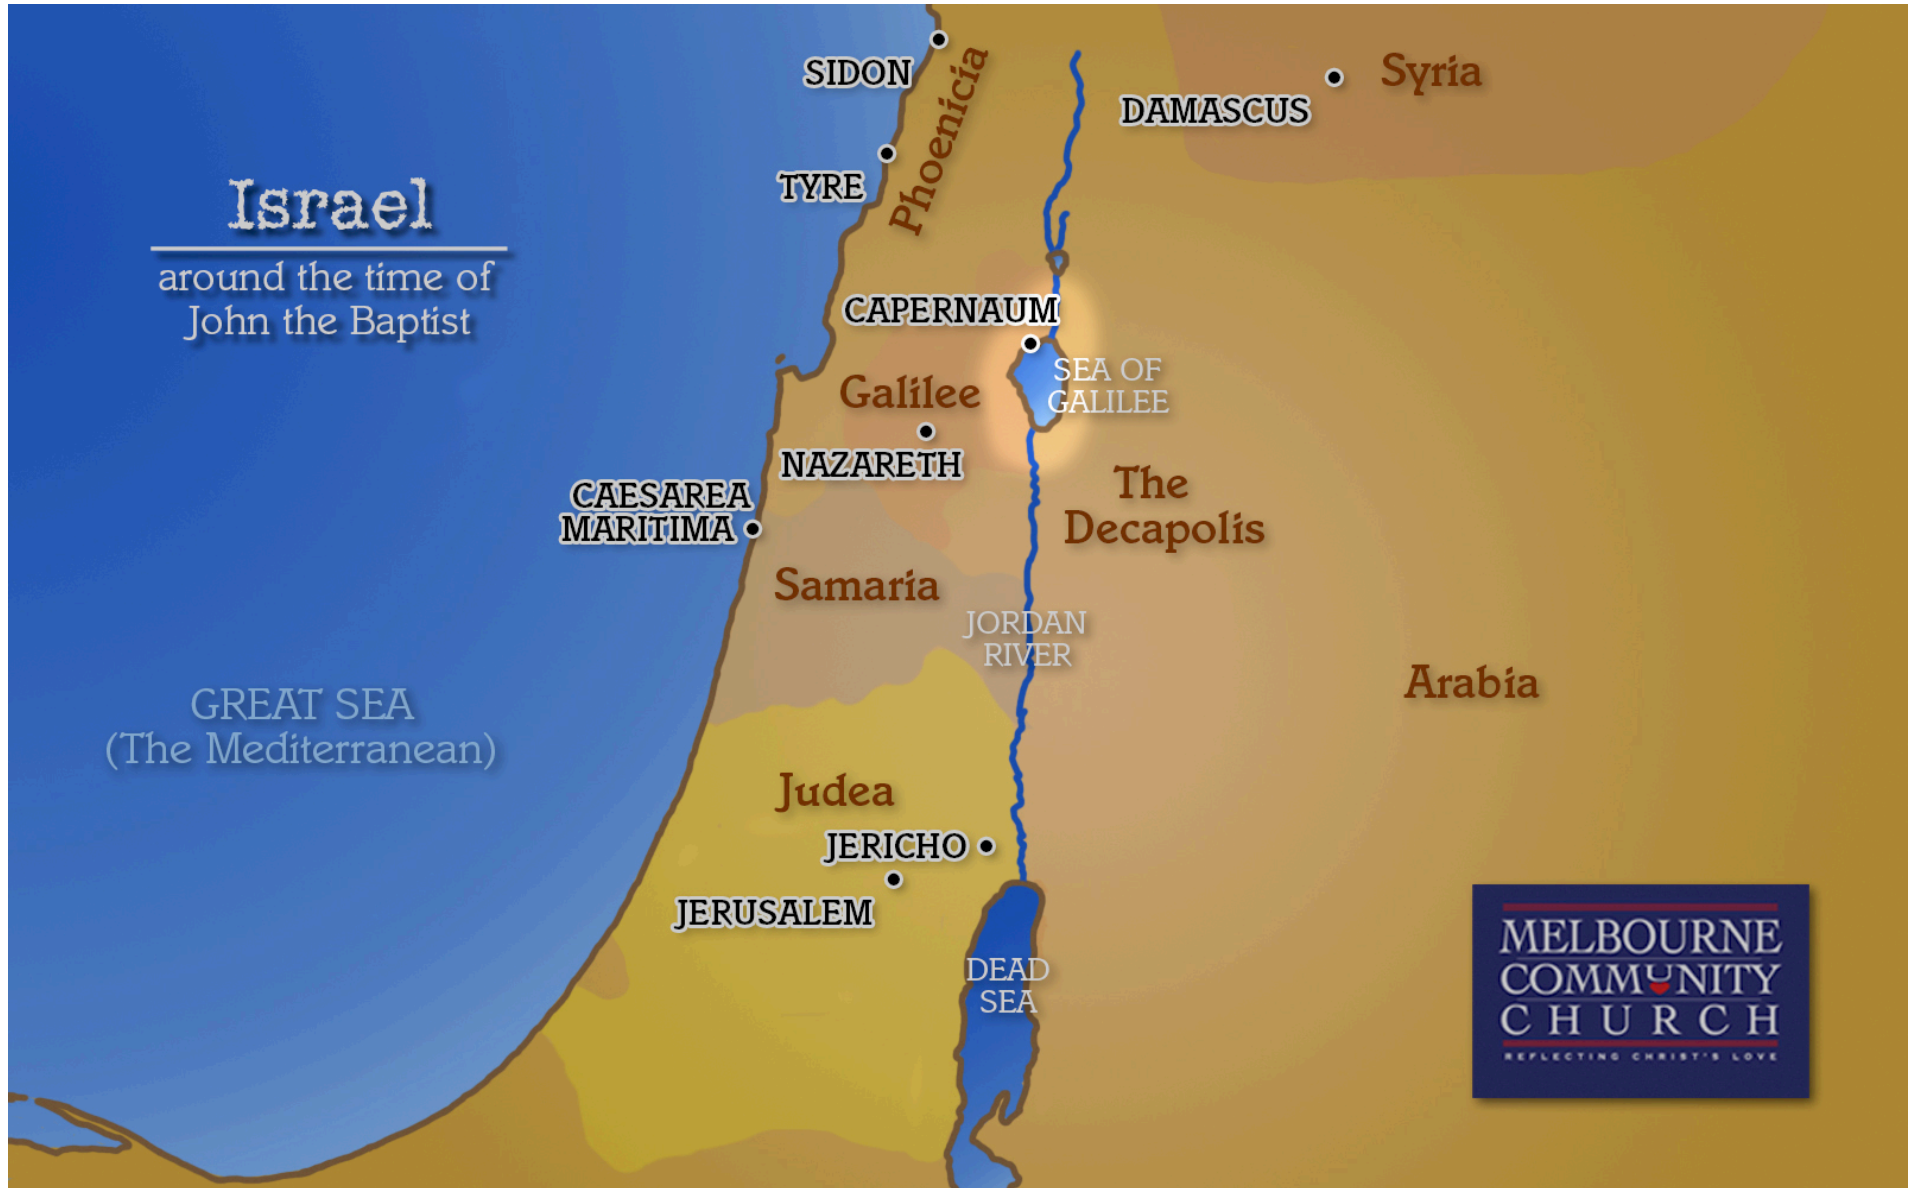 SIDON
Phoenicia
Syria
DAMASCUS
TYRE
Israel
around the time of
John the Baptist
CAPERNAUM
SEA OF
GALILEE
Galilee
NAZARETH
The
Decapolis
CAESAREA
MARITIMA
Samaria
JORDAN
RIVER
Arabia
GREAT SEA
(The Mediterranean)
Judea
JERICHO
JERUSALEM
DEAD
SEA
MELBOURNE
COMMUNITY
CHURCH
REFLECTING CHRIST'S LOVE